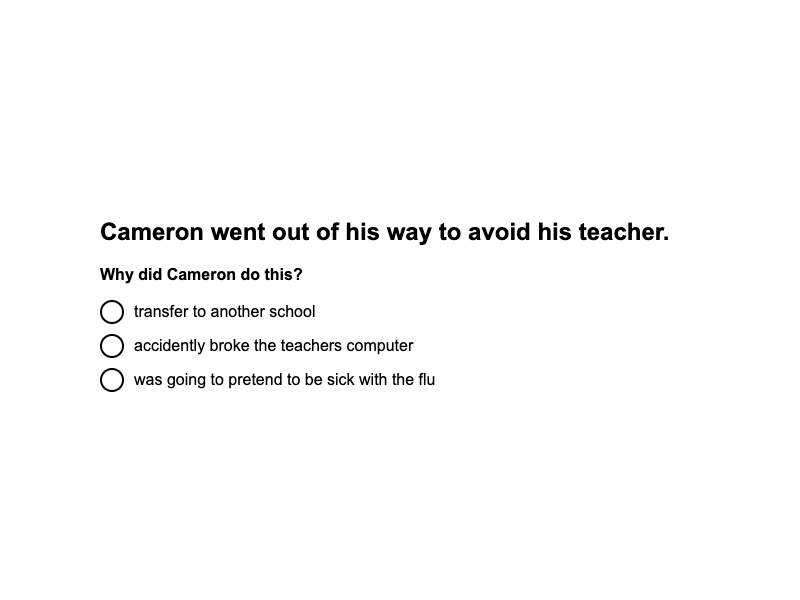 Cameron went out of his way to avoid his teacher.
Why did Cameron do this?
transfer to another school
accidently broke the teachers computer
was going to pretend to be sick with the flu